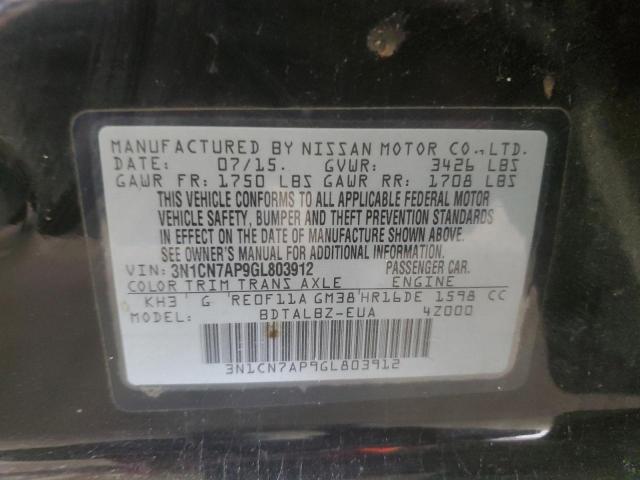 MANUFACTURED BY NISSAN MOTOR CO.,LTD.
DATE: 07/15. GVWR: 3426 LBS
GAWR FR: 1750 LBS GAWR RR: 1708 LBS
THIS VEHICLE CONFORMS TO ALL APPLICABLE FEDERAL MOTOR
VEHICLE SAFETY, BUMPER AND THEFT PREVENTION STANDARDS
IN EFFECT ON THE DATE OF MANUFACTURE SHOWN ABOVE.
SEE OWNER'S MANUAL FOR ADDITIONAL INFORMATION.
VIN: 3N1CN7AP9GL803912 PASSENGER CAR.
COLOR TRIM TRANS AXLE ENGINE
KH3 G RE0F11A GM38 HR16DE 1598 CC
MODEL: BDTALBZ-EUA 4Z000
3N1CN7AP9GL803912